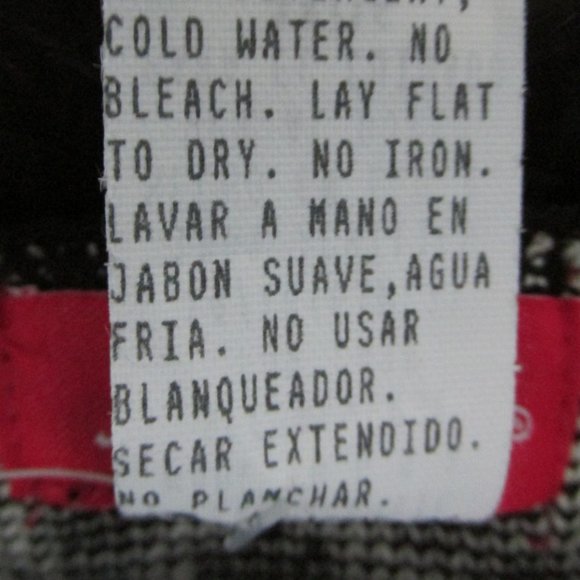 COLD WATER. NO
BLEACH. LAY FLAT
TO DRY. NO IRON.
LAVAR A MANO EN
JABON SUAVE,AGUA
FRIA. NO USAR
BLANQUEADOR.
SECAR EXTENDIDO.
NO PLANCHAR.
®